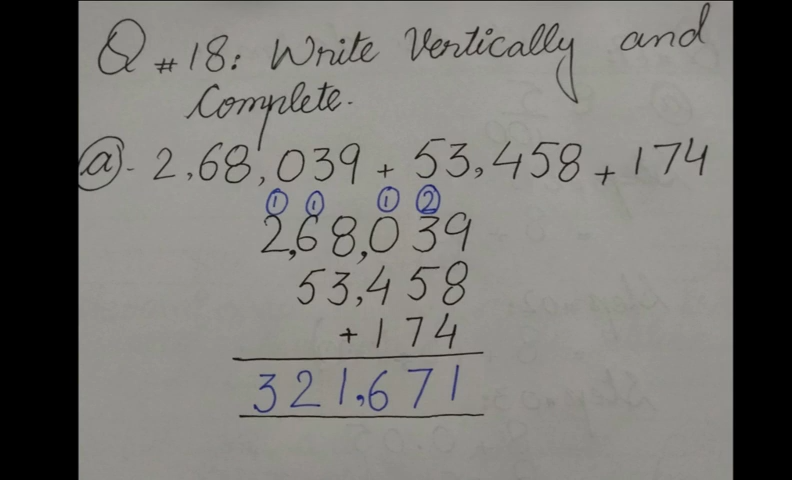 Q #18: Write Vertically and
Complete.
(a)- 2,68,039 + 53,458 + 174
① ① ① ②
2,68,039
53,458
+174
321,671